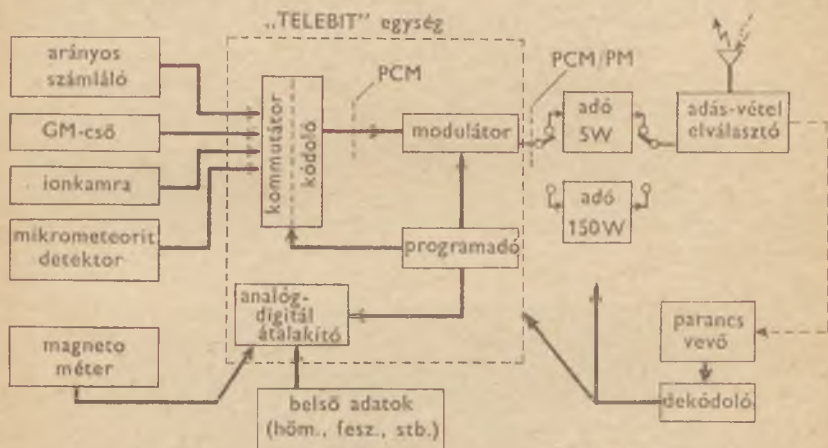 „TELEBIT” egység
arányos
számláló
GM-cső
ionkamra
mikrometeorit
detektor
magneto
méter
kommutátor
kódoló
PCM
modulátor
programadó
analóg-
digitál
átalakító
belső adatok
(hőm., fesz., stb.)
PCM/PM
adó
5W
adó
150W
adás-vétel
elválasztó
parancs
vevő
dekódoló